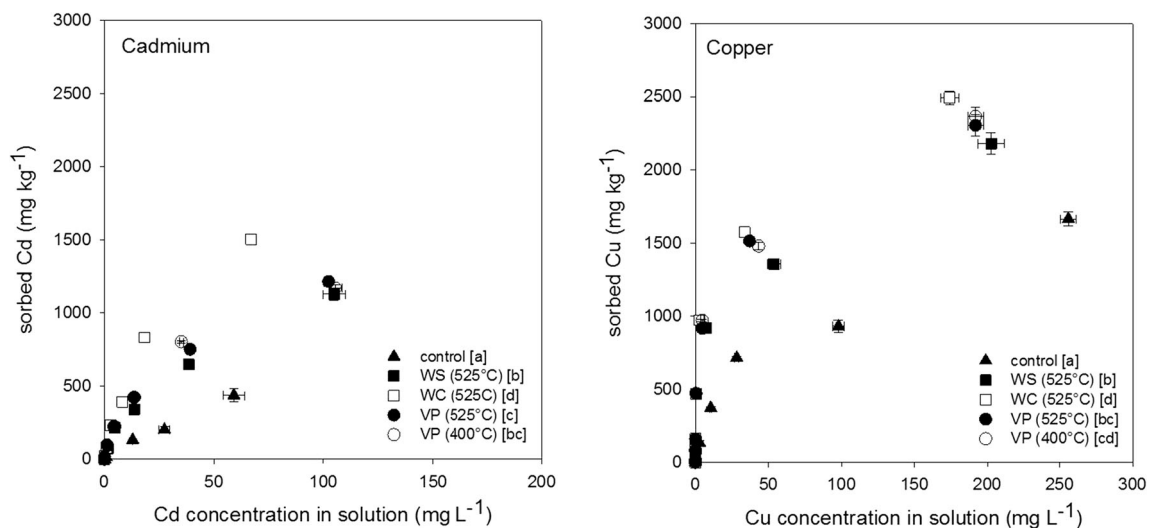 Cadmium
sorbed Cd (mg kg⁻¹)
3000
2500
2000
1500
1000
500
0
control [a]
WS (525°C) [b]
WC (525C) [d]
VP (525°C) [c]
VP (400°C) [bc]
0 50 100 150 200
Cd concentration in solution (mg L⁻¹)
Copper
sorbed Cu (mg kg⁻¹)
3000
2500
2000
1500
1000
500
0
control [a]
WS (525°C) [b]
WC (525°C) [d]
VP (525°C) [bc]
VP (400°C) [cd]
0 50 100 150 200 250 300
Cu concentration in solution (mg L⁻¹)